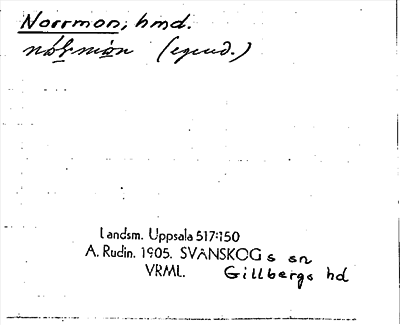 Norrmon, hmd.
(egend.)
Landsm. Uppsala 517:150
A. Rudin. 1905. SVANSKOGs sn
VRML. Gillbergs hd